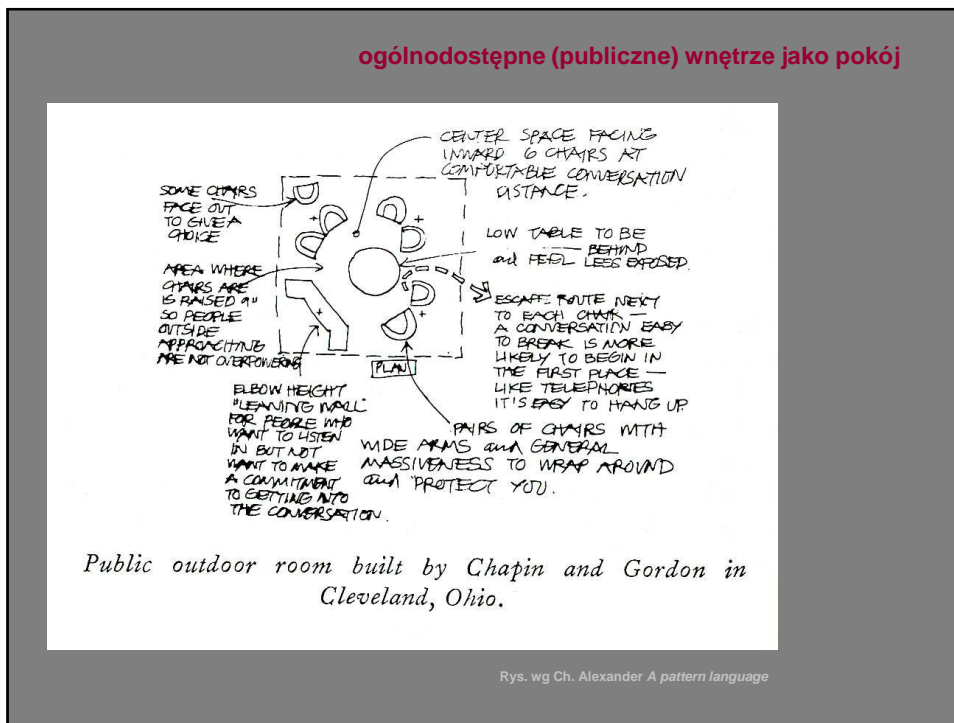 ogólnodostępne (publiczne) wnętrze jako pokój
CENTER SPACE FACING
INWARD 6 CHAIRS AT
COMFORTABLE CONVERSATION
DISTANCE.
SOME CHAIRS
FACE OUT
TO GIVE A
CHOICE
LOW TABLE TO BE
BEHIND
and FEEL LESS EXPOSED.
AREA WHERE
CHAIRS ARE
IS RAISED 9"
SO PEOPLE
OUTSIDE
APPROACHING
ARE NOT OVERPOWERING
ESCAPE ROUTE NEXT
TO EACH CHAIR —
A CONVERSATION EASY
TO BREAK IS MORE
LIKELY TO BEGIN IN
THE FIRST PLACE —
LIKE TELEPHONES
IT'S EASY TO HANG UP.
PLAN
ELBOW HEIGHT
"LEANING WALL"
FOR PEOPLE WHO
WANT TO LISTEN
IN BUT NOT
WANT TO MAKE
A COMMITMENT
TO GETTING INTO
THE CONVERSATION.
PAIRS OF CHAIRS WITH
WIDE ARMS and GENERAL
MASSIVENESS TO WRAP AROUND
and PROTECT YOU.
Public outdoor room built by Chapin and Gordon in
Cleveland, Ohio.
Rys. wg Ch. Alexander A pattern language